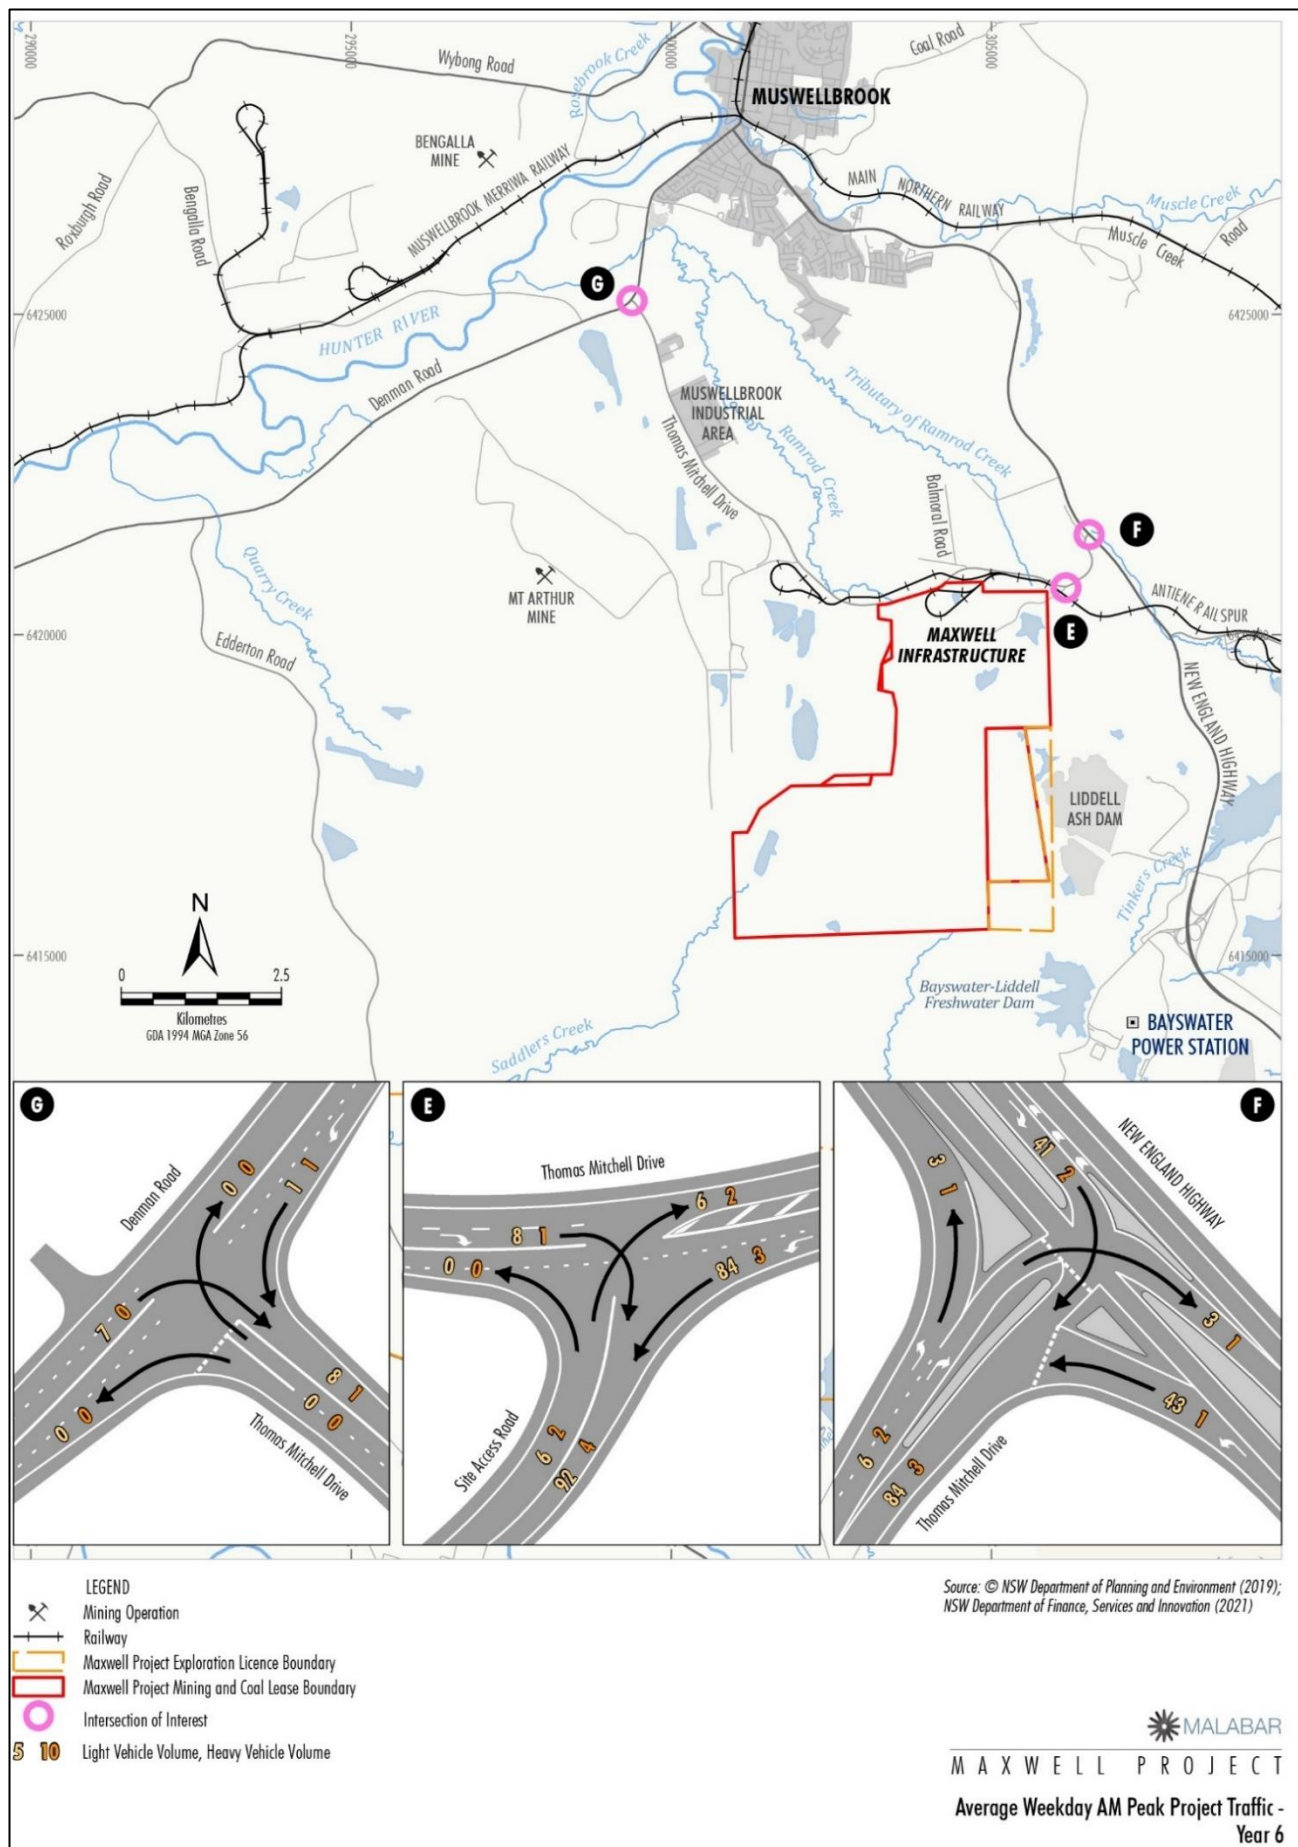 290000
295000
300000
305000
Wybong Road
Rosebrook Creek
Coal Road
MUSWELLBROOK
BENGALLA
MINE
Roxburgh Road
Bengalla Road
MUSWELLBROOK MERRIWA RAILWAY
MAIN NORTHERN RAILWAY
Muscle Creek
Muscle Creek Road
G
6425000
6425000
HUNTER RIVER
Denman Road
MUSWELLBROOK
INDUSTRIAL
AREA
Thomas Mitchell Drive
Ramrod Creek
Tributary of Ramrod Creek
Balmoral Road
F
Quarry Creek
MT ARTHUR
MINE
ANTIENE RAIL SPUR
6420000
E
MAXWELL
INFRASTRUCTURE
Edderton Road
NEW ENGLAND HIGHWAY
LIDDELL
ASH DAM
Tinkers Creek
N
0 2.5
Kilometres
GDA 1994 MGA Zone 56
6415000
6415000
Saddlers Creek
Bayswater-Liddell
Freshwater Dam
BAYSWATER
POWER STATION
G
Denman Road
0 0
1 1
7 0
0 0
8 1
0 0
Thomas Mitchell Drive
E
Thomas Mitchell Drive
6 2
8 1
0 0
84 3
Site Access Road
6 2
92 4
F
NEW ENGLAND HIGHWAY
3 1
41 2
3 1
43 1
6 2
84 3
Thomas Mitchell Drive
LEGEND
Mining Operation
Railway
Maxwell Project Exploration Licence Boundary
Maxwell Project Mining and Coal Lease Boundary
Intersection of Interest
5 10 Light Vehicle Volume, Heavy Vehicle Volume
Source: © NSW Department of Planning and Environment (2019);
NSW Department of Finance, Services and Innovation (2021)
MALABAR
MAXWELL PROJECT
Average Weekday AM Peak Project Traffic -
Year 6